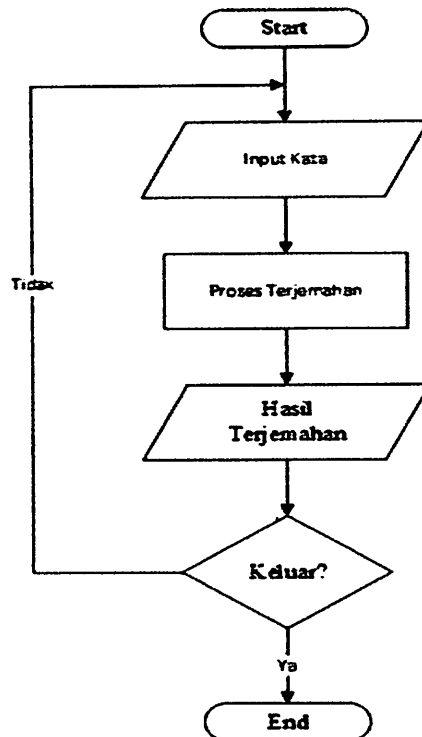 Start
Input Kata
Proses Terjemahan
Hasil
Terjemahan
Tidak
Keluar?
Ya
End